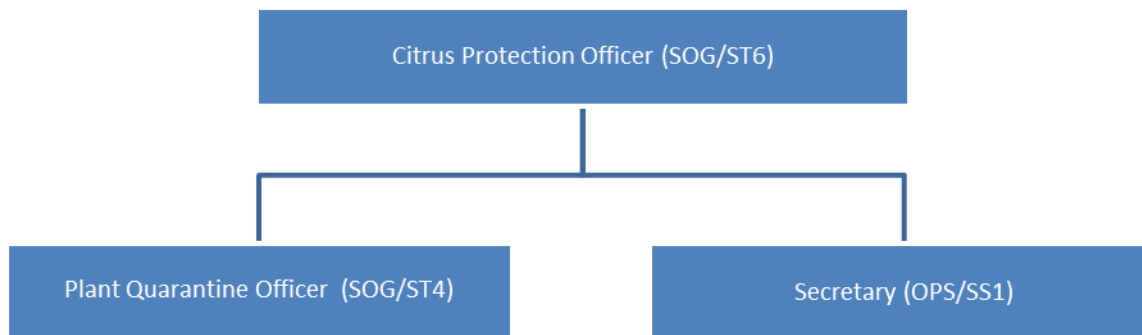 Citrus Protection Officer (SOG/ST6)
Plant Quarantine Officer  (SOG/ST4)
Secretary (OPS/SS1)